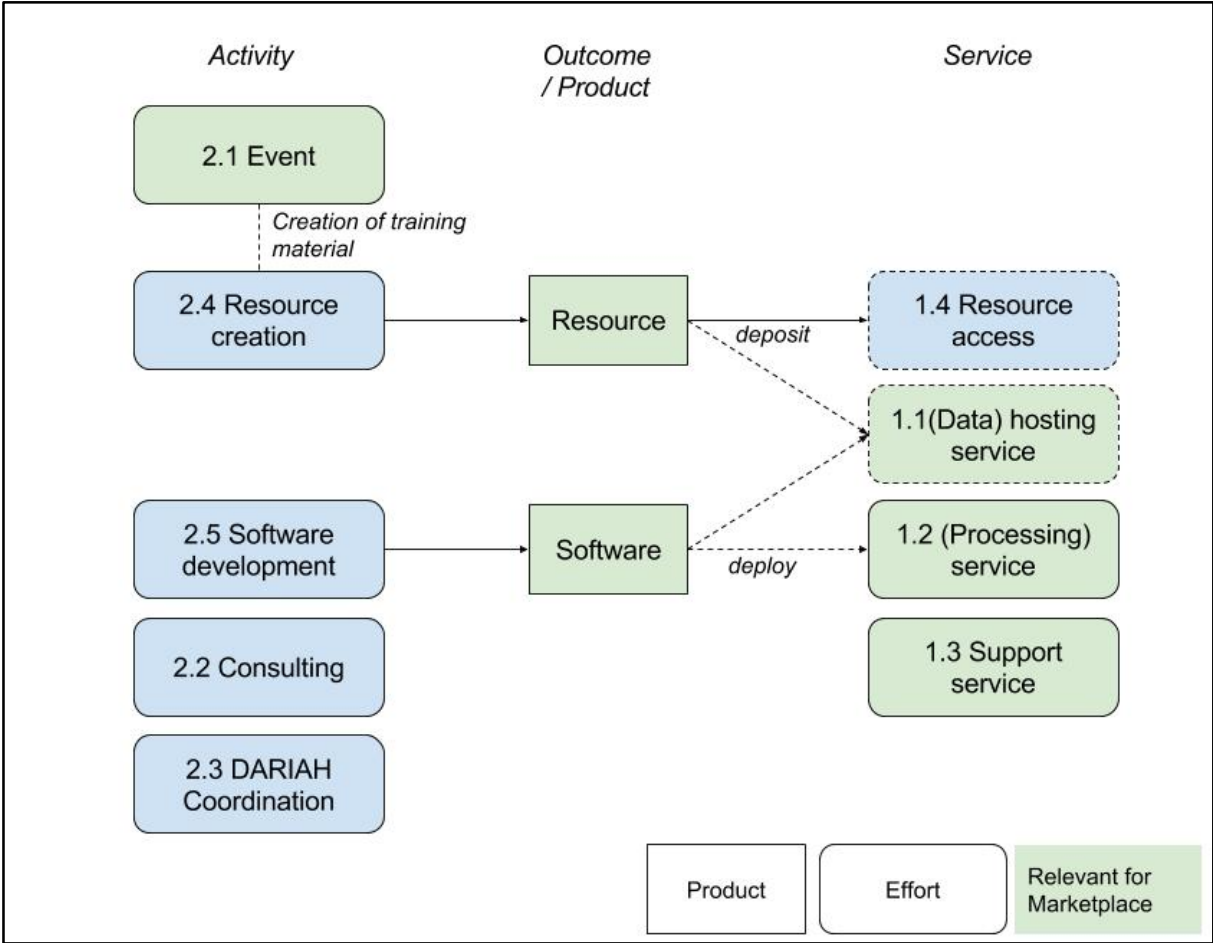 Activity
Outcome
/ Product
Service
2.1 Event
Creation of training
material
2.4 Resource
creation
Resource
deposit
1.4 Resource
access
1.1(Data) hosting
service
2.5 Software
development
Software
deploy
1.2 (Processing)
service
2.2 Consulting
1.3 Support
service
2.3 DARIAH
Coordination
Product
Effort
Relevant for
Marketplace